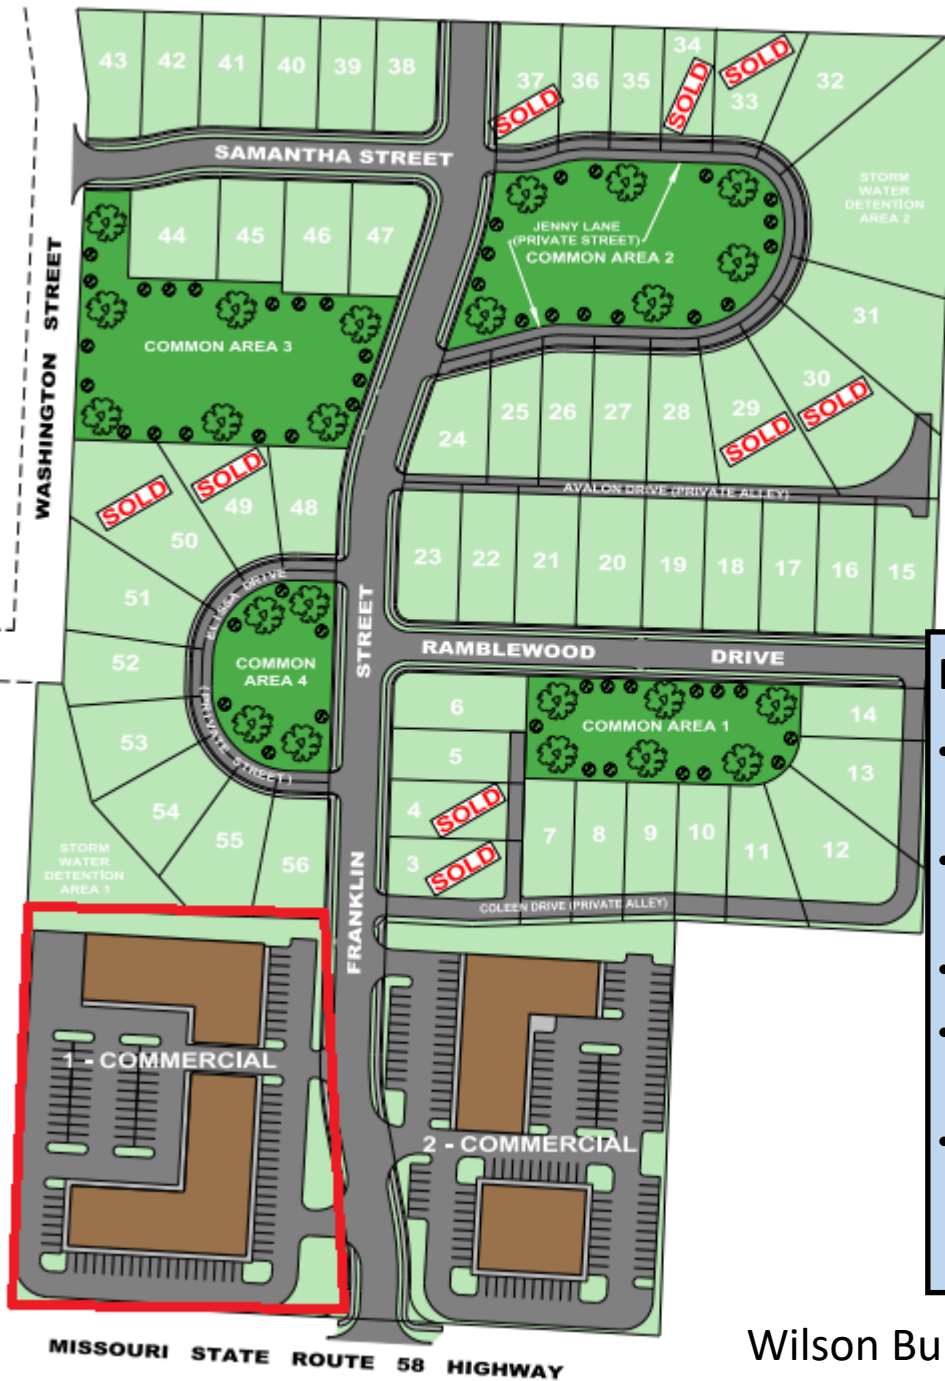 43 42 41 40 39 38
37 36 35 34 33 32
SOLD SOLD SOLD
SAMANTHA STREET
STORM
WATER
DETENTION
AREA 2
44 45 46 47
JENNY LANE
(PRIVATE STREET)
COMMON AREA 2
WASHINGTON STREET
COMMON AREA 3
31
30
SOLD
29
SOLD
24 25 26 27 28
AVALON DRIVE (PRIVATE ALLEY)
SOLD SOLD
50 49 48
51
52
53
54
55
56
23 22 21 20 19 18 17 16 15
DRIVE
(PRIVATE STREET)
COMMON
AREA 4
FRANKLIN STREET
RAMBLEWOOD DRIVE
6
5
4 SOLD
3 SOLD
COMMON AREA 1
14
13
7 8 9 10 11 12
COLEEN DRIVE (PRIVATE ALLEY)
STORM
WATER
DETENTION
AREA 1
1 - COMMERCIAL
2 - COMMERCIAL
MISSOURI STATE ROUTE 58 HIGHWAY
Wilson Bu